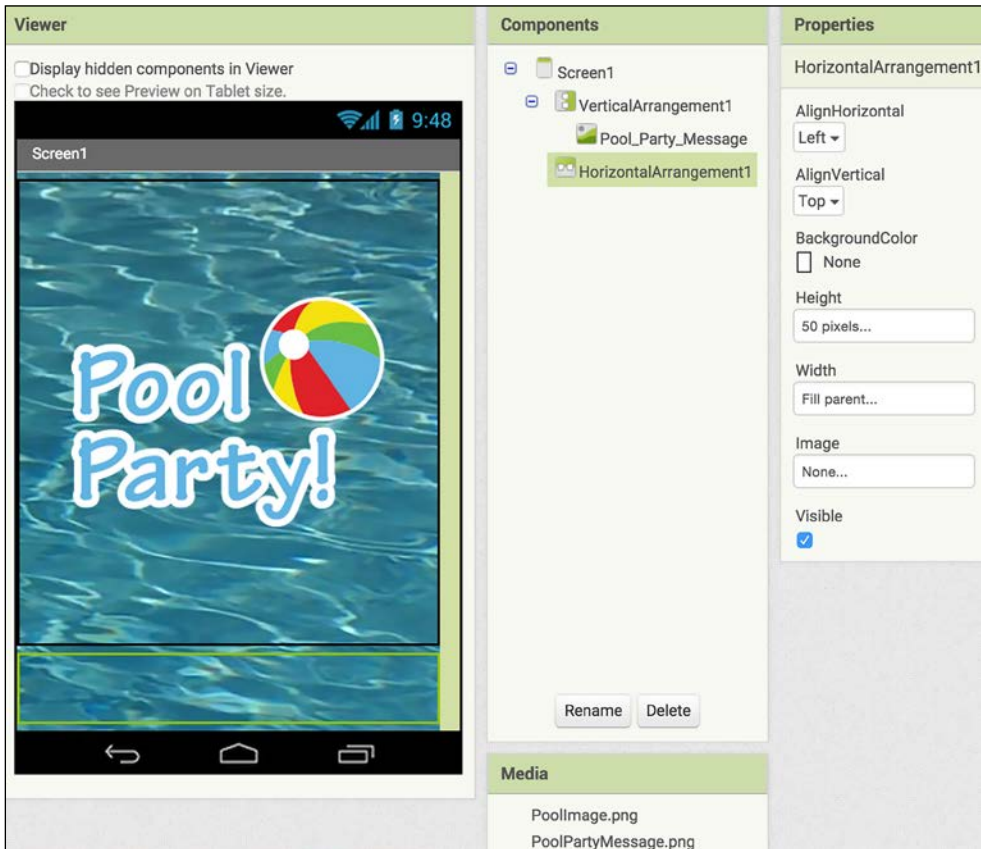 Viewer
Display hidden components in Viewer
Check to see Preview on Tablet size.
9:48
Screen1
Pool
Party!
Components
Screen1
VerticalArrangement1
Pool_Party_Message
HorizontalArrangement1
Rename
Delete
Media
PoolImage.png
PoolPartyMessage.png
Properties
HorizontalArrangement1
AlignHorizontal
Left
AlignVertical
Top
BackgroundColor
None
Height
50 pixels...
Width
Fill parent...
Image
None...
Visible